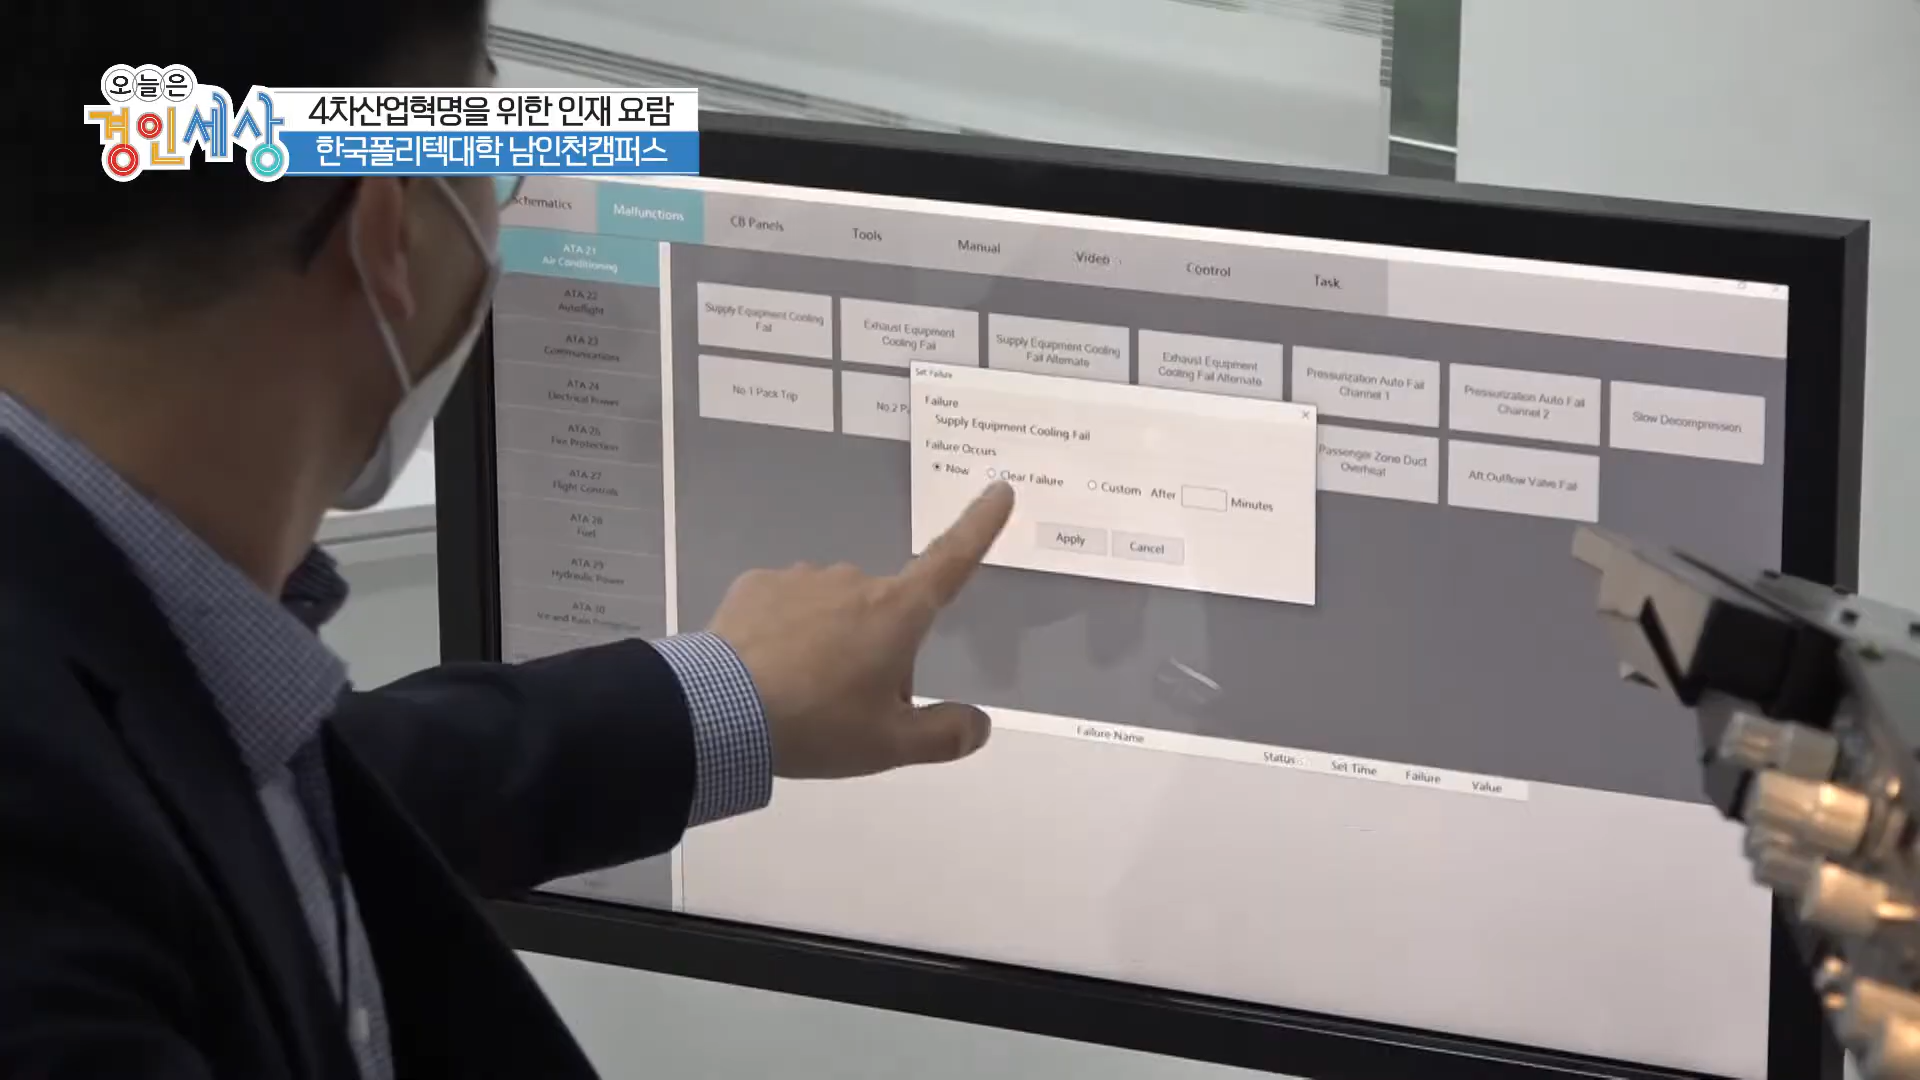 오늘은
경인세상
4차산업혁명을 위한 인재 요람
한국폴리텍대학 남인천캠퍼스
Schematics
Malfunctions
CB Panels
Tools
Manual
Video
Control
Task
ATA 21
Air Conditioning
ATA 22
Autoflight
ATA 23
Communications
ATA 24
Electrical Power
ATA 26
Fire Protection
ATA 27
Flight Controls
ATA 28
Fuel
ATA 29
Hydraulic Power
ATA 30
Ice and Rain Protection
Supply Equipment Cooling
Fail
Exhaust Equipment
Cooling Fail
Supply Equipment Cooling
Fail Alternate
Exhaust Equipment
Cooling Fail Alternate
Pressurization Auto Fail
Channel 1
Pressurization Auto Fail
Channel 2
Slow Decompression
No 1 Pack Trip
No 2
Passenger Zone Duct
Overheat
Aft Outflow Valve Fail
Set Failure
Failure
Supply Equipment Cooling Fail
Failure Occurs
Now
Clear Failure
Custom After
Minutes
Apply
Cancel
Failure Name
Status
Set Time
Failure
Value